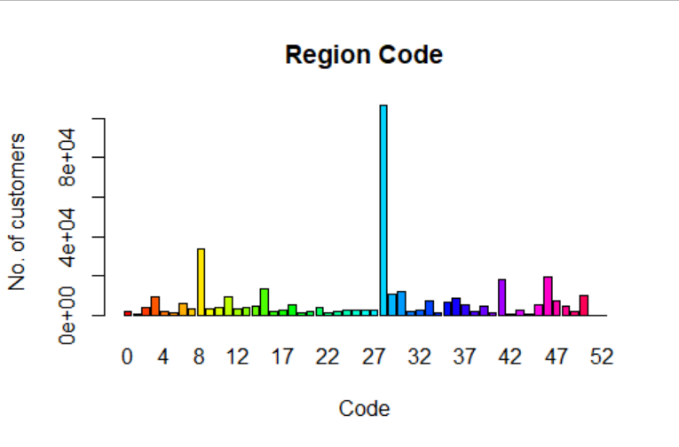 Region Code
No. of customers
8e+04
4e+04
0e+00
0 4 8 12 17 22 27 32 37 42 47 52
Code